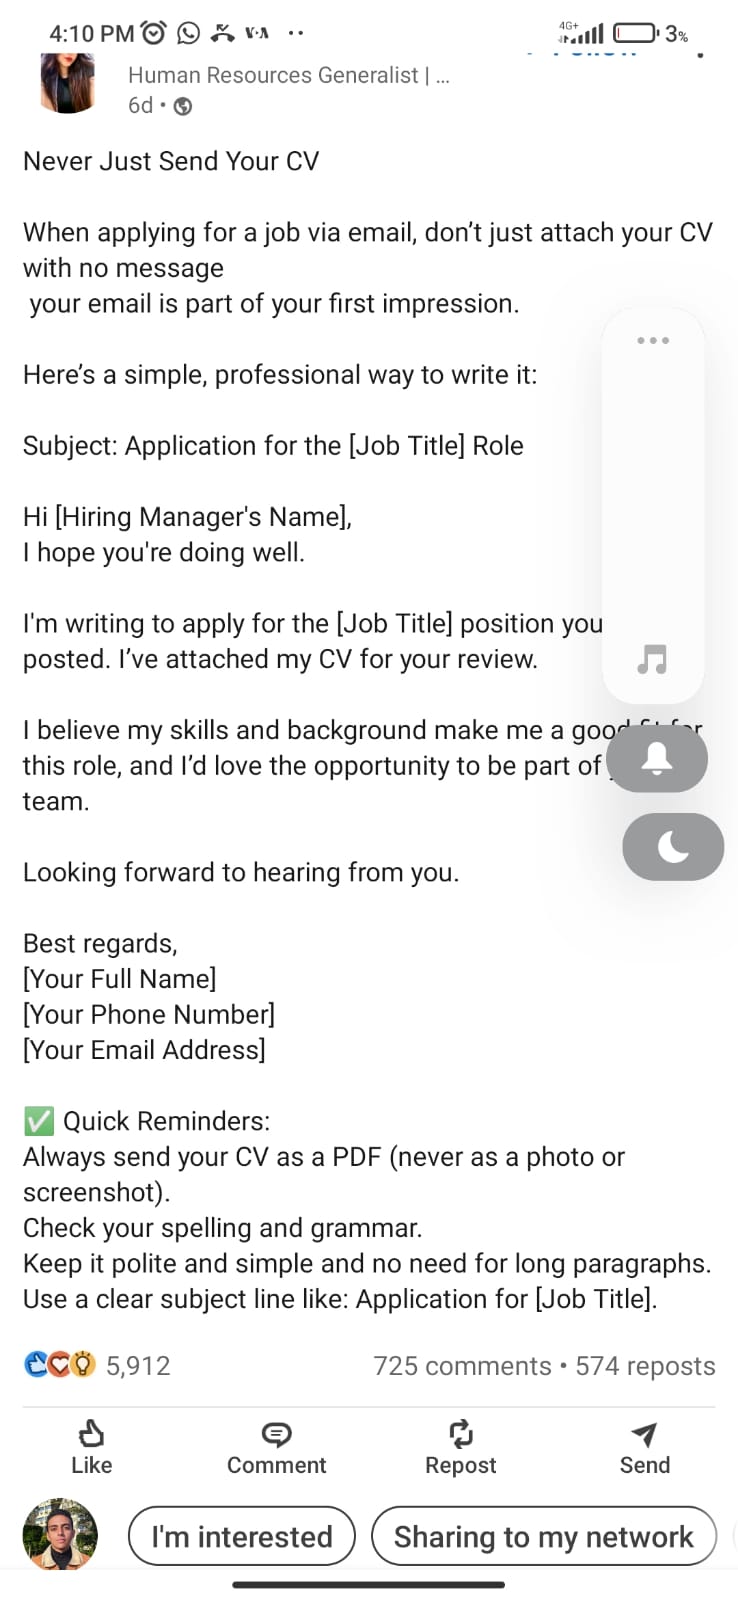 4:10 PM
4G+
3%
Human Resources Generalist | ...
6d •
Never Just Send Your CV
When applying for a job via email, don’t just attach your CV
with no message
your email is part of your first impression.
Here’s a simple, professional way to write it:
Subject: Application for the [Job Title] Role
Hi [Hiring Manager's Name],
I hope you're doing well.
I'm writing to apply for the [Job Title] position you
posted. I’ve attached my CV for your review.
I believe my skills and background make me a good fit for
this role, and I’d love the opportunity to be part of
team.
Looking forward to hearing from you.
Best regards,
[Your Full Name]
[Your Phone Number]
[Your Email Address]
✅ Quick Reminders:
Always send your CV as a PDF (never as a photo or
screenshot).
Check your spelling and grammar.
Keep it polite and simple and no need for long paragraphs.
Use a clear subject line like: Application for [Job Title].
5,912
725 comments • 574 reposts
Like
Comment
Repost
Send
I'm interested
Sharing to my network